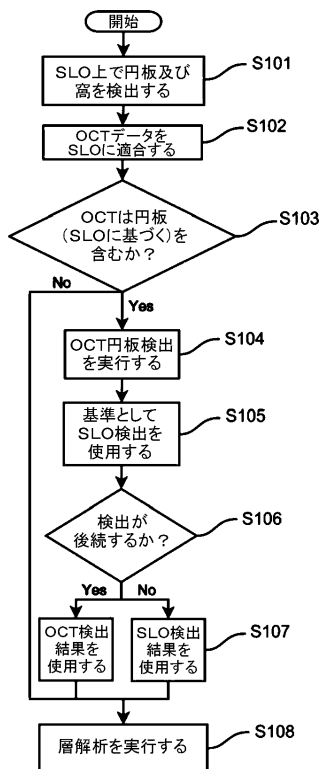 開始
SLO上で円板及び
窩を検出する
S101
OCTデータを
SLOに適合する
S102
OCTは円板
(SLOに基づく)を
含むか？
S103
No
Yes
OCT円板検出
を実行する
S104
基準として
SLO検出を
使用する
S105
検出が
後続するか？
S106
Yes
No
OCT検出
結果を
使用する
SLO検出
結果を
使用する
S107
層解析を実行する
S108